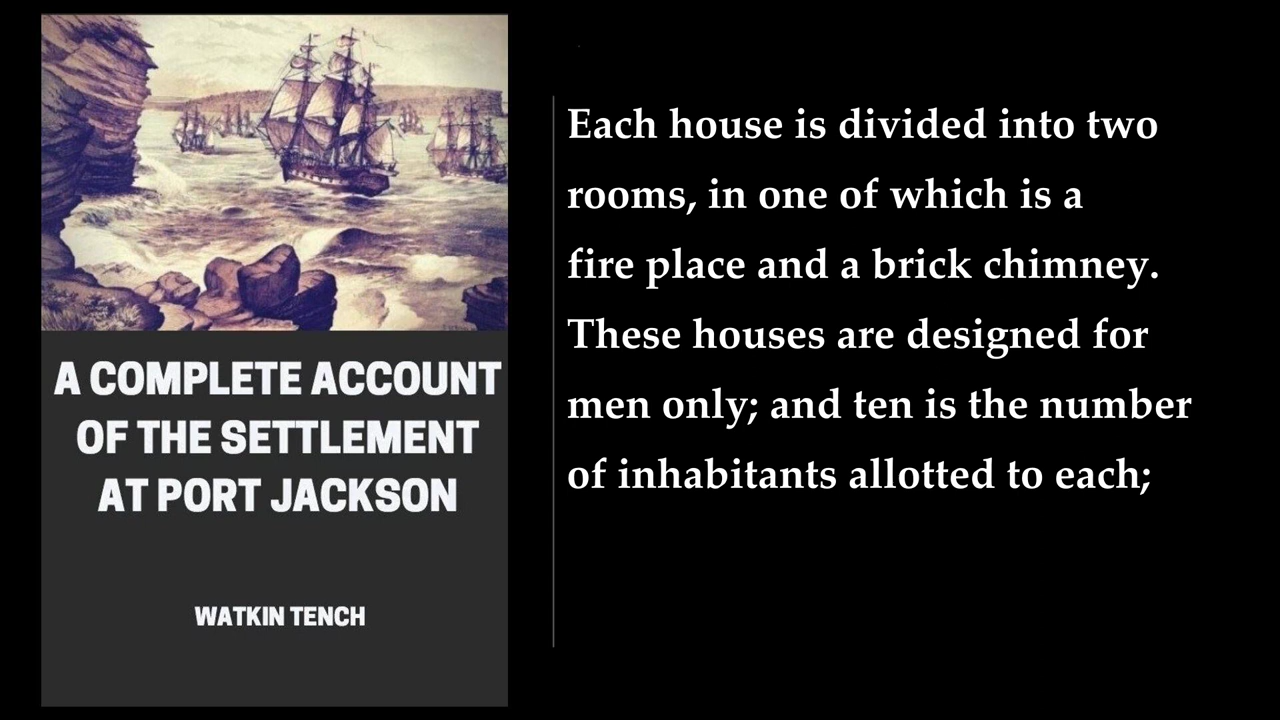 A COMPLETE ACCOUNT
OF THE SETTLEMENT
AT PORT JACKSON
WATKIN TENCH
Each house is divided into two
rooms, in one of which is a
fire place and a brick chimney.
These houses are designed for
men only; and ten is the number
of inhabitants allotted to each;